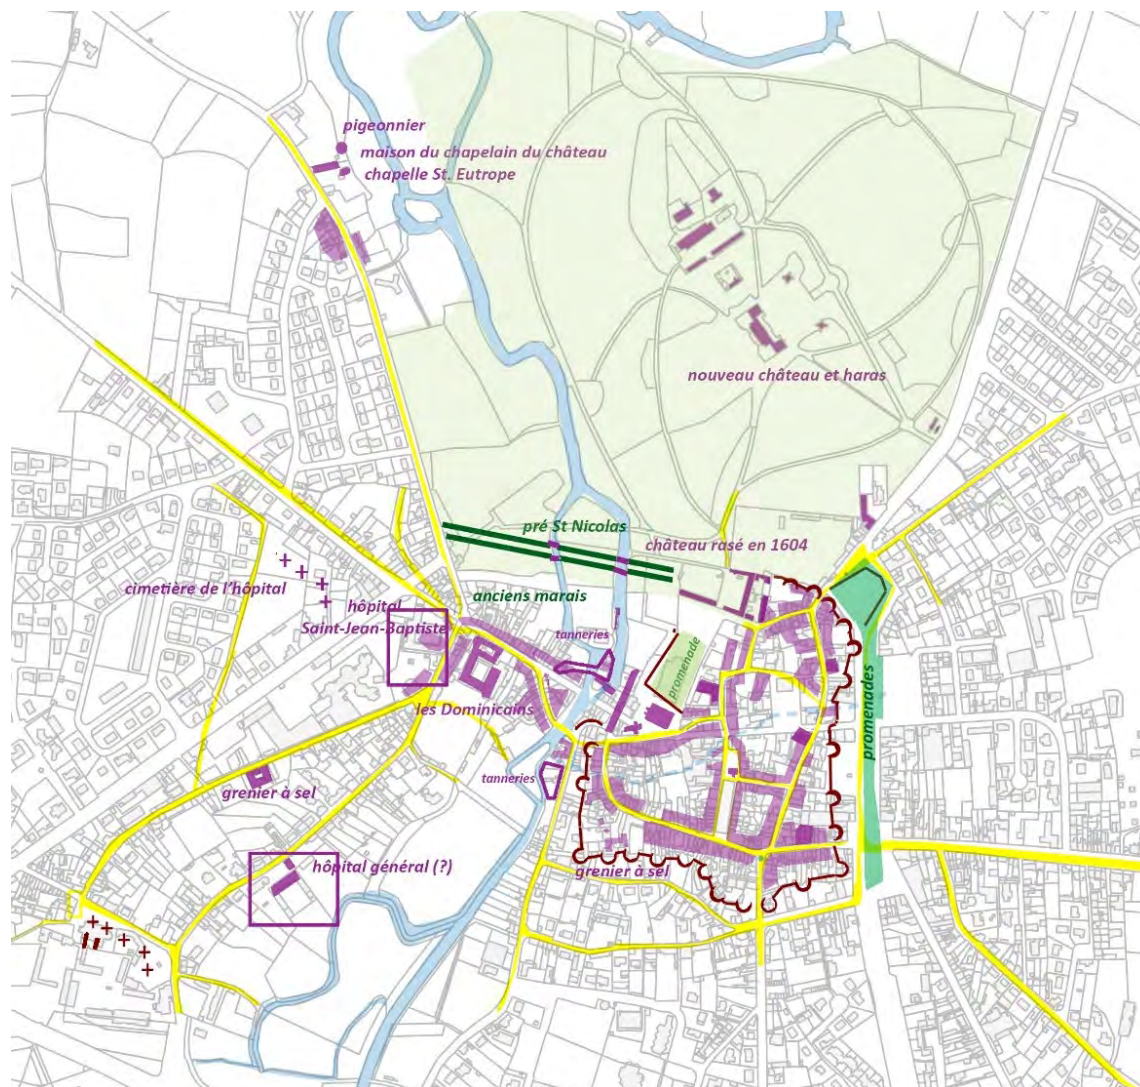 pigeonnier
maison du chapelain du château
chapelle St. Eutrope
nouveau château et haras
pré St Nicolas
château rasé en 1604
cimetière de l'hôpital
anciens marais
hôpital
Saint-Jean-Baptiste
tanneries
promenade
promenades
les Dominicains
tanneries
grenier à sel
hôpital général (?)
grenier à sel